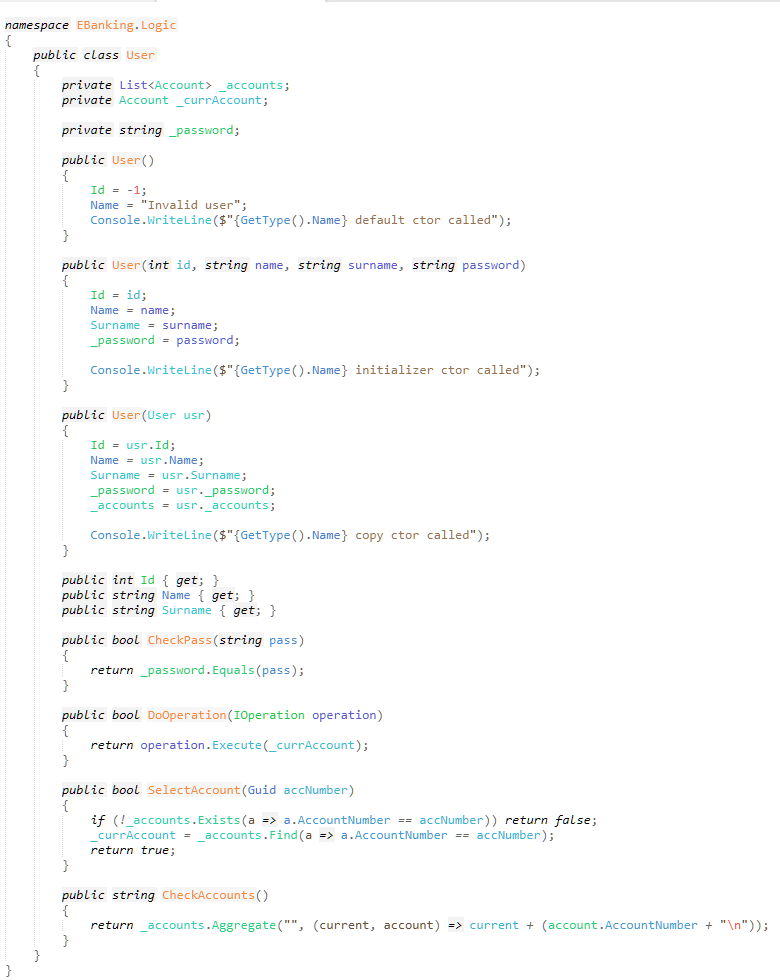 namespace EBanking.Logic
{
    public class User
    {
        private List<Account> _accounts;
        private Account _currAccount;

        private string _password;

        public User()
        {
            Id = -1;
            Name = "Invalid user";
            Console.WriteLine($"{GetType().Name} default ctor called");
        }

        public User(int id, string name, string surname, string password)
        {
            Id = id;
            Name = name;
            Surname = surname;
            _password = password;

            Console.WriteLine($"{GetType().Name} initializer ctor called");
        }

        public User(User usr)
        {
            Id = usr.Id;
            Name = usr.Name;
            Surname = usr.Surname;
            _password = usr._password;
            _accounts = usr._accounts;

            Console.WriteLine($"{GetType().Name} copy ctor called");
        }

        public int Id { get; }
        public string Name { get; }
        public string Surname { get; }

        public bool CheckPass(string pass)
        {
            return _password.Equals(pass);
        }

        public bool DoOperation(IOperation operation)
        {
            return operation.Execute(_currAccount);
        }

        public bool SelectAccount(Guid accNumber)
        {
            if (!_accounts.Exists(a => a.AccountNumber == accNumber)) return false;
            _currAccount = _accounts.Find(a => a.AccountNumber == accNumber);
            return true;
        }

        public string CheckAccounts()
        {
            return _accounts.Aggregate("", (current, account) => current + (account.AccountNumber + "\n"));
        }
    }
}